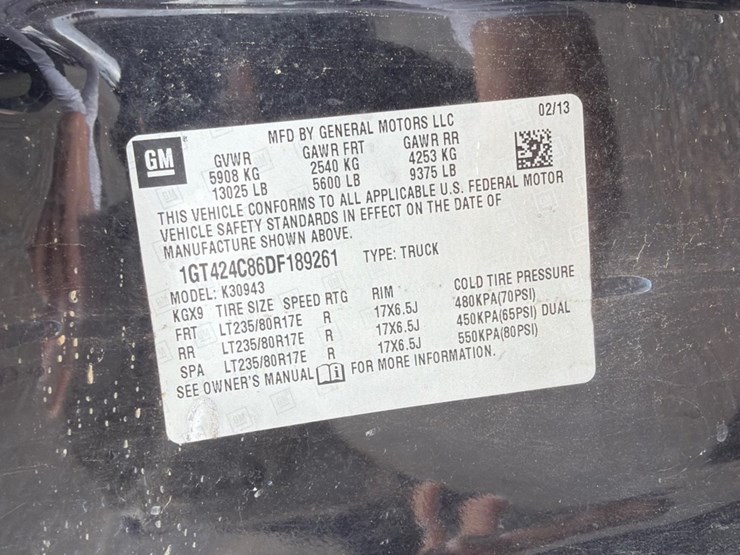 GM
MFD BY GENERAL MOTORS LLC 02/13
GVWR GAWR FRT GAWR RR
5908 KG 2540 KG 4253 KG
13025 LB 5600 LB 9375 LB
THIS VEHICLE CONFORMS TO ALL APPLICABLE U.S. FEDERAL MOTOR
VEHICLE SAFETY STANDARDS IN EFFECT ON THE DATE OF
MANUFACTURE SHOWN ABOVE.
1GT424C86DF189261 TYPE: TRUCK
MODEL: K30943
KGX9 TIRE SIZE SPEED RTG RIM COLD TIRE PRESSURE
FRT LT235/80R17E R 17X6.5J 480KPA(70PSI)
RR LT235/80R17E R 17X6.5J 450KPA(65PSI) DUAL
SPA LT235/80R17E R 17X6.5J 550KPA(80PSI)
SEE OWNER'S MANUAL FOR MORE INFORMATION.